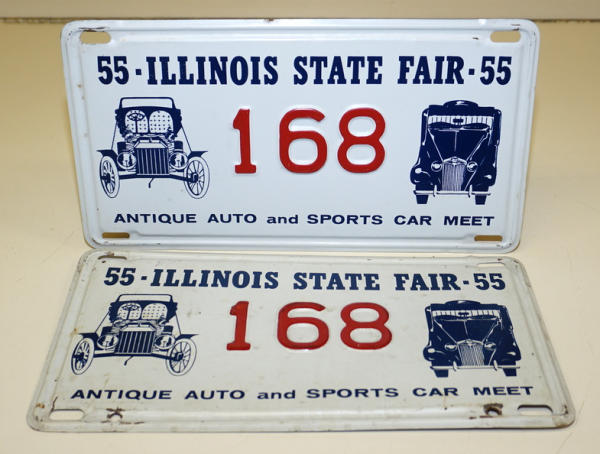 55 - ILLINOIS STATE FAIR - 55
168
ANTIQUE AUTO and SPORTS CAR MEET
55 - ILLINOIS STATE FAIR - 55
168
ANTIQUE AUTO and SPORTS CAR MEET